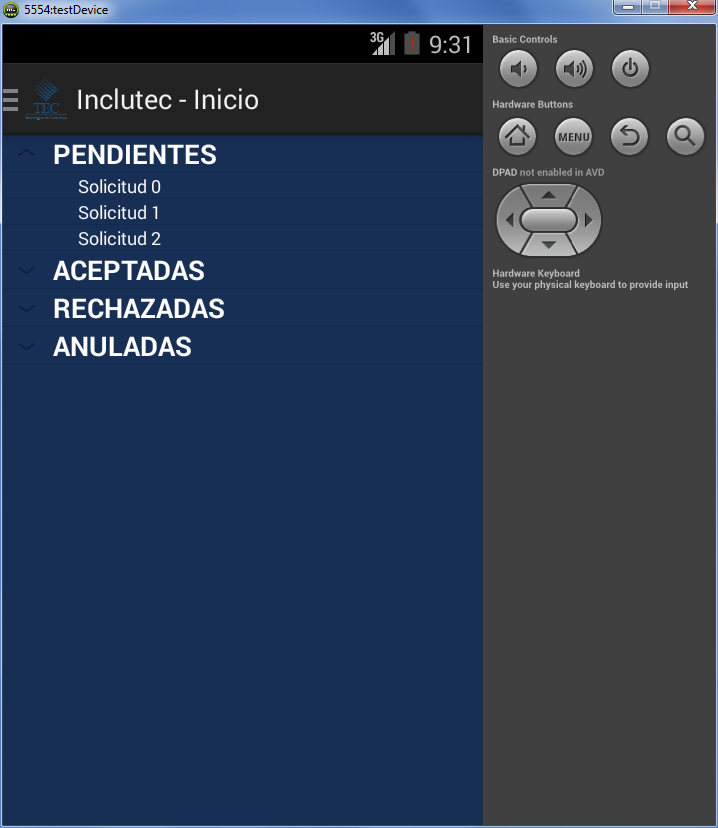 5554:testDevice
3G 9:31
TEC
Inclutec - Inicio
PENDIENTES
Solicitud 0
Solicitud 1
Solicitud 2
ACEPTADAS
RECHAZADAS
ANULADAS
Basic Controls
Hardware Buttons
MENU
DPAD not enabled in AVD
Hardware Keyboard
Use your physical keyboard to provide input